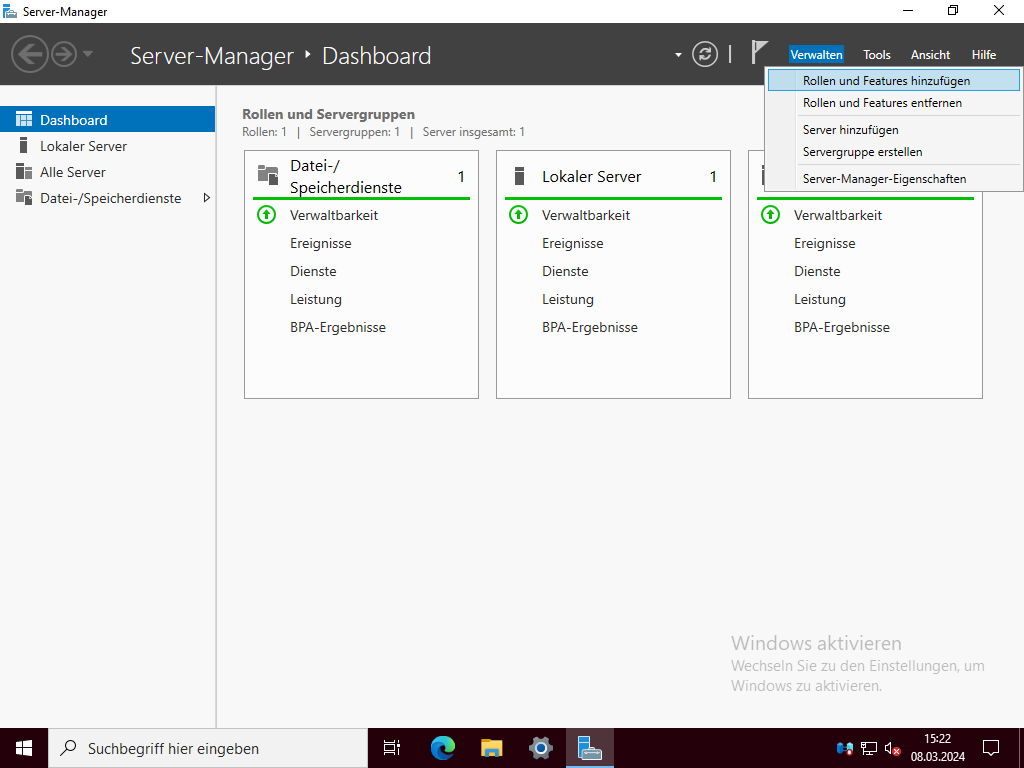 Server-Manager
Server-Manager ‣ Dashboard
Verwalten Tools Ansicht Hilfe
Rollen und Features hinzufügen
Rollen und Features entfernen
Server hinzufügen
Servergruppe erstellen
Server-Manager-Eigenschaften
Dashboard
Lokaler Server
Alle Server
Datei-/Speicherdienste
Rollen und Servergruppen
Rollen: 1 | Servergruppen: 1 | Server insgesamt: 1
Datei-/
Speicherdienste 1
Verwaltbarkeit
Ereignisse
Dienste
Leistung
BPA-Ergebnisse
Lokaler Server 1
Verwaltbarkeit
Ereignisse
Dienste
Leistung
BPA-Ergebnisse
Verwaltbarkeit
Ereignisse
Dienste
Leistung
BPA-Ergebnisse
Windows aktivieren
Wechseln Sie zu den Einstellungen, um
Windows zu aktivieren.
Suchbegriff hier eingeben
15:22
08.03.2024